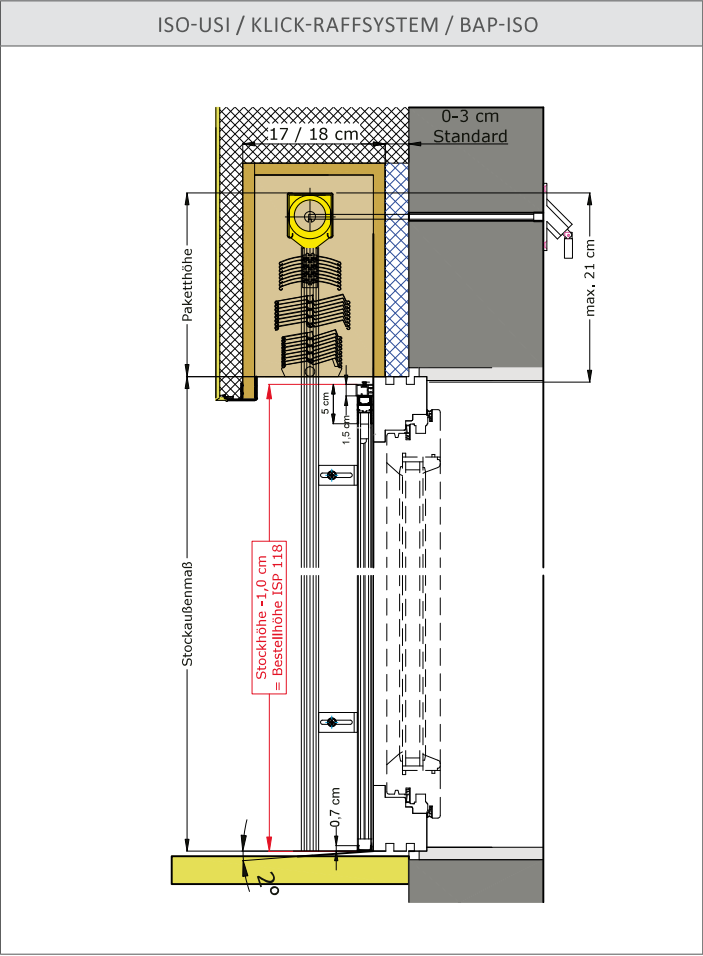 ISO-USI / KLICK-RAFFSYSTEM / BAP-ISO
0-3 cm
17 / 18 cm
Standard
Paketthöhe
max. 21 cm
5 cm
1,5 cm
Stockaußenmaß
Stockhöhe -1,0 cm
= Bestellhöhe ISP 118
0,7 cm
2°